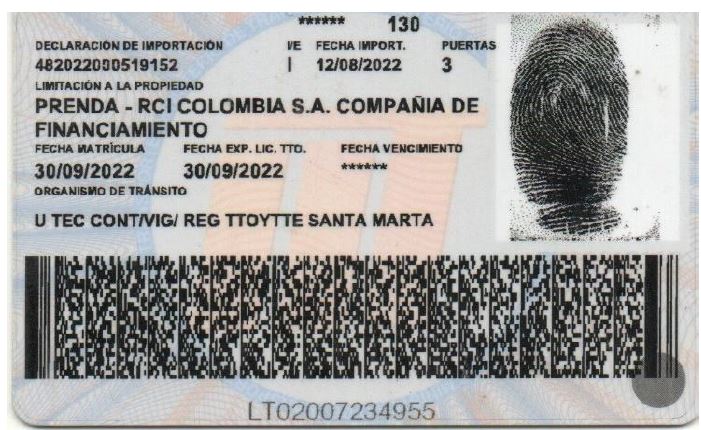 ****** 130
DECLARACIÓN DE IMPORTACIÓN I/E FECHA IMPORT. PUERTAS
482022000519152 I 12/08/2022 3
LIMITACIÓN A LA PROPIEDAD
PRENDA - RCI COLOMBIA S.A. COMPAÑIA DE
FINANCIAMIENTO
FECHA MATRÍCULA FECHA EXP. LIC. TTO. FECHA VENCIMIENTO
30/09/2022 30/09/2022 ******
ORGANISMO DE TRÁNSITO
U TEC CONT/VIG/ REG TTOYTTE SANTA MARTA
LT02007234955